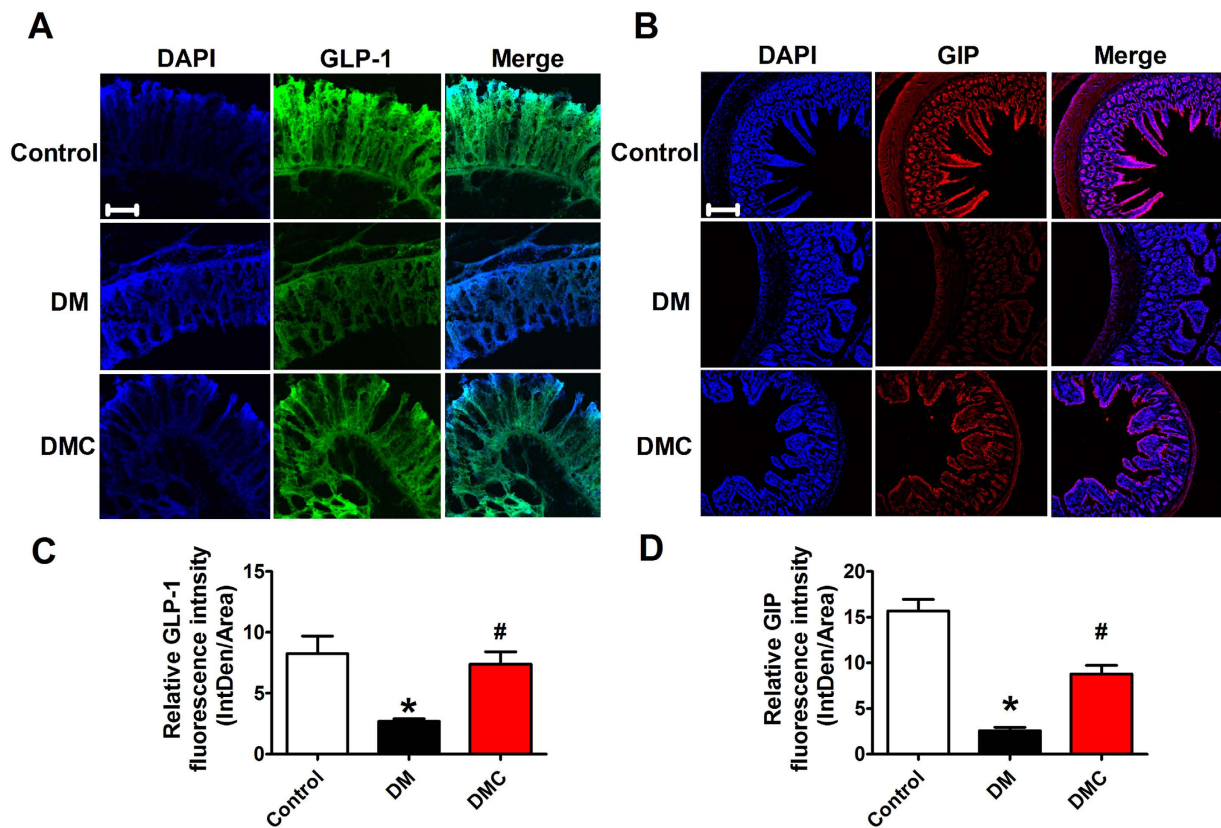 A
DAPI GLP-1 Merge
Control
DM
DMC
B
DAPI GIP Merge
Control
DM
DMC
C
Relative GLP-1
fluorescence intnsity
(IntDen/Area)
15
10
5
0
*
#
Control DM DMC
D
Relative GIP
fluorescence intnsity
(IntDen/Area)
20
15
10
5
0
*
#
Control DM DMC